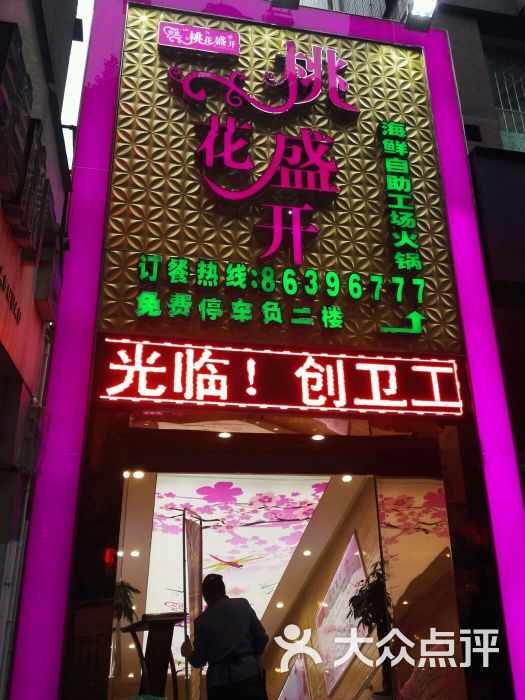 桃花盛开
桃花盛开
海鲜自助工场火锅
订餐热线:86396777
免费停车负二楼
光临！创卫工
大众点评